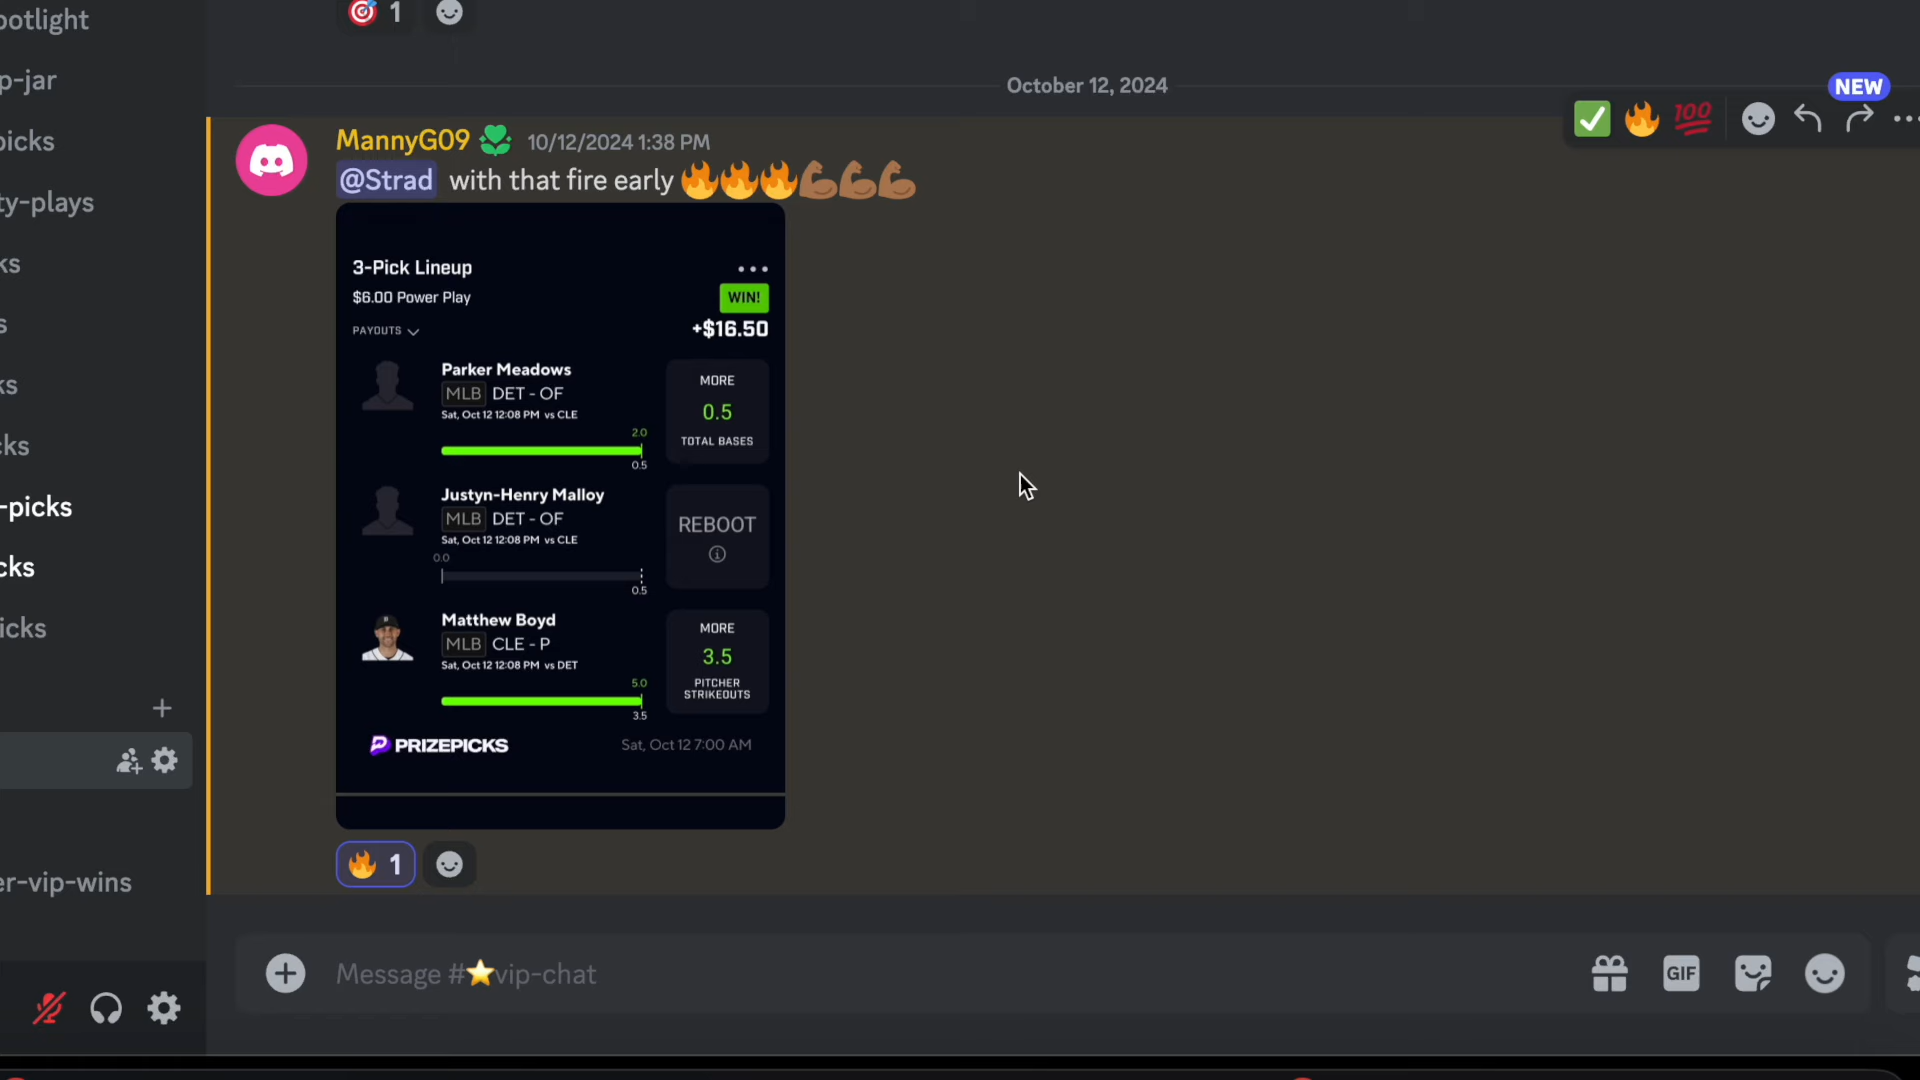 potlight
p-jar
picks
ty-plays
ks
s
ks
cks
-picks
cks
icks
er-vip-wins
🎯 1
October 12, 2024
NEW
MannyG09 10/12/2024 1:38 PM
@Strad with that fire early 🔥🔥🔥💪🏾💪🏾💪🏾
3-Pick Lineup
$6.00 Power Play
WIN!
PAYOUTS
+$16.50
Parker Meadows
MLB DET - OF
Sat, Oct 12 12:08 PM vs CLE
2.0
0.5
MORE
0.5
TOTAL BASES
Justyn-Henry Malloy
MLB DET - OF
Sat, Oct 12 12:08 PM vs CLE
0.0
0.5
REBOOT
Matthew Boyd
MLB CLE - P
Sat, Oct 12 12:08 PM vs DET
5.0
3.5
MORE
3.5
PITCHER
STRIKEOUTS
PRIZEPICKS
Sat, Oct 12 7:00 AM
🔥 1
Message #⭐vip-chat
GIF
100